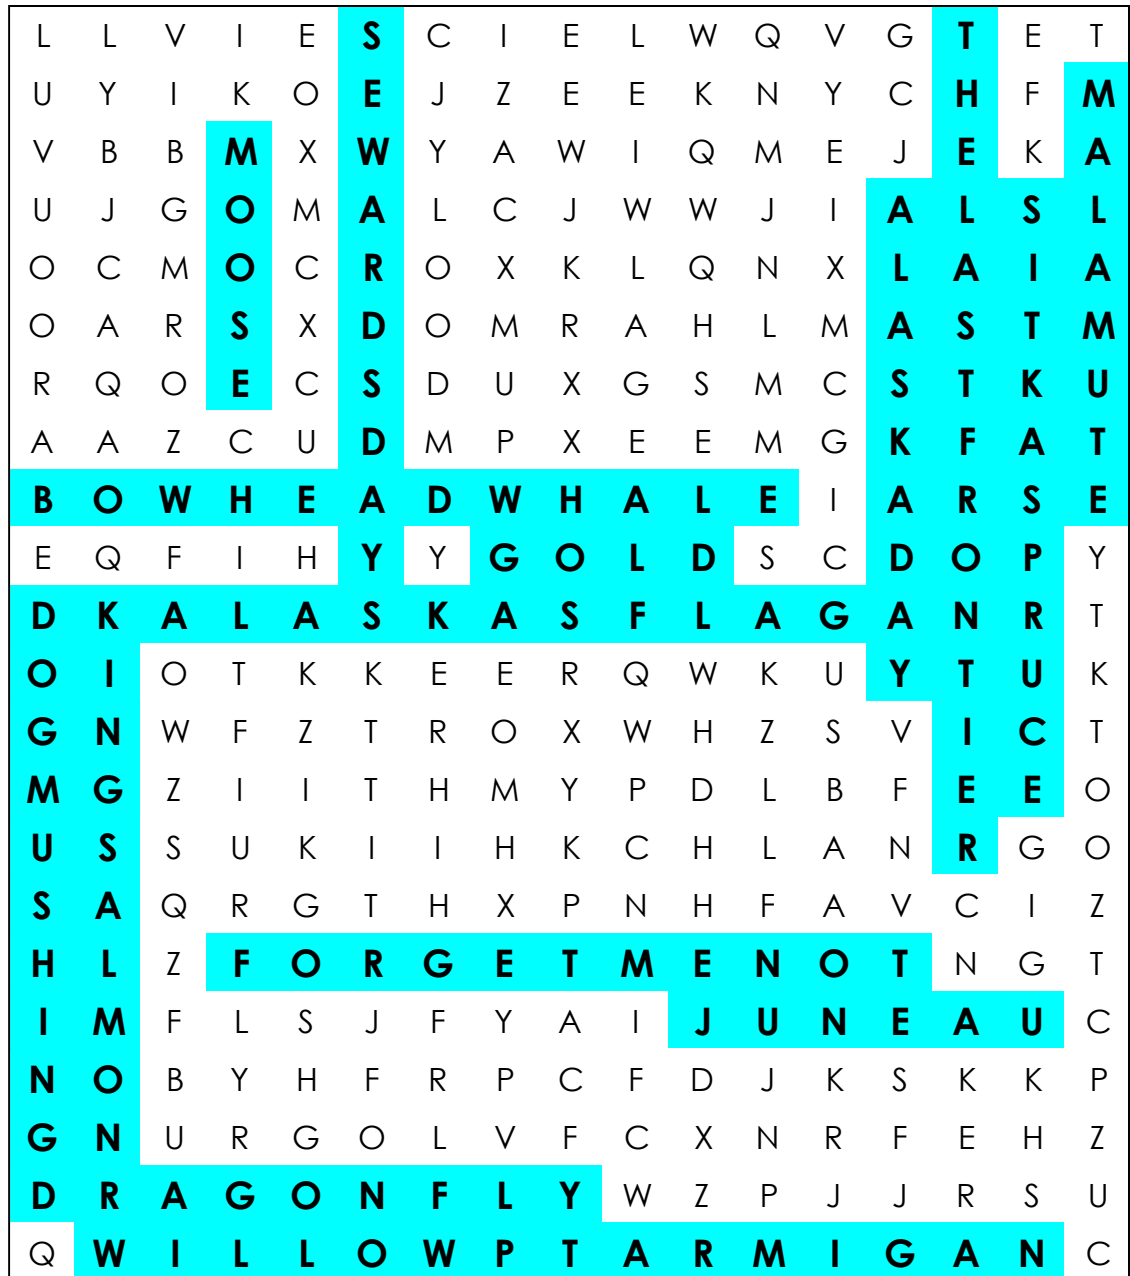 L L V I E S C I E L W Q V G T E T
U Y I K O E J Z E E K N Y C H F M
V B B M X W Y A W I Q M E J E K A
U J G O M A L C J W W J I A L S L
O C M O C R O X K L Q N X L A I A
O A R S X D O M R A H L M A S T M
R Q O E C S D U X G S M C S T K U
A A Z C U D M P X E E M G K F A T
B O W H E A D W H A L E I A R S E
E Q F I H Y Y G O L D S C D O P Y
D K A L A S K A S F L A G A N R T
O I O T K K E E R Q W K U Y T U K
G N W F Z T R O X W H Z S V I C T
M G Z I I T H M Y P D L B F E E O
U S S U K I I H K C H L A N R G O
S A Q R G T H X P N H F A V C I Z
H L Z F O R G E T M E N O T N G T
I M F L S J F Y A I J U N E A U C
N O B Y H F R P C F D J K S K K P
G N U R G O L V F C X N R F E H Z
D R A G O N F L Y W Z P J J R S U
Q W I L L O W P T A R M I G A N C